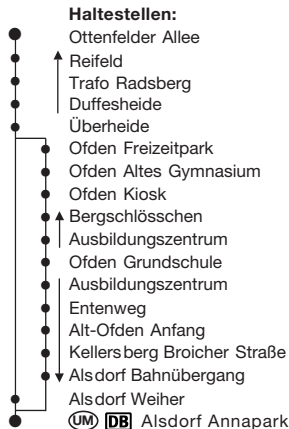 Haltestellen:
Ottenfelder Allee
Reifeld
Trafo Radsberg
Duffesheide
Überheide
Ofden Freizeitpark
Ofden Altes Gymnasium
Ofden Kiosk
Bergschlösschen
Ausbildungszentrum
Ofden Grundschule
Ausbildungszentrum
Entenweg
Alt-Ofden Anfang
Kellersberg Broicher Straße
Alsdorf Bahnübergang
Alsdorf Weiher
UM DB Alsdorf Annapark